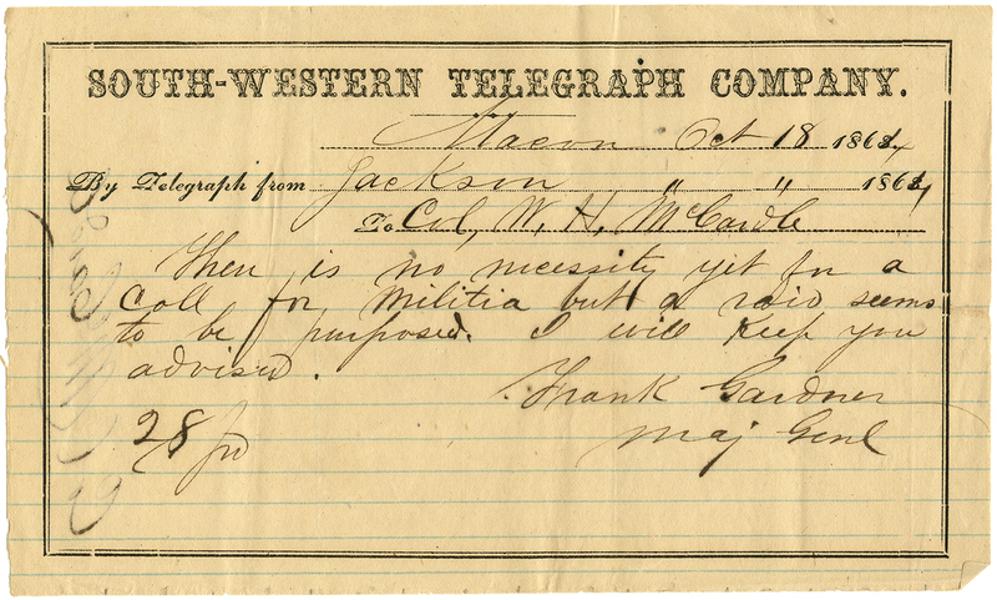 SOUTH-WESTERN TELEGRAPH COMPANY.
Macon Oct 18 1864
By Telegraph from Jackson " " 1864
To Col, W. H, McCardle
There is no necessity yet for a
Call for Militia but a raid seems
to be purposed. I will Keep you
advised.
Frank Gardner
Maj Genl
28 pd